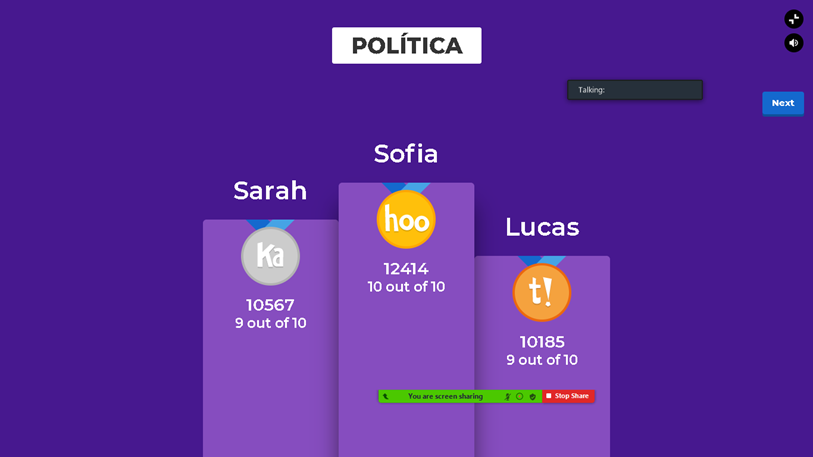 POLÍTICA
Talking:
Next
Sofia
Sarah
Lucas
hoo
Ka
t!
12414
10 out of 10
10567
9 out of 10
10185
9 out of 10
You are screen sharing
Stop Share